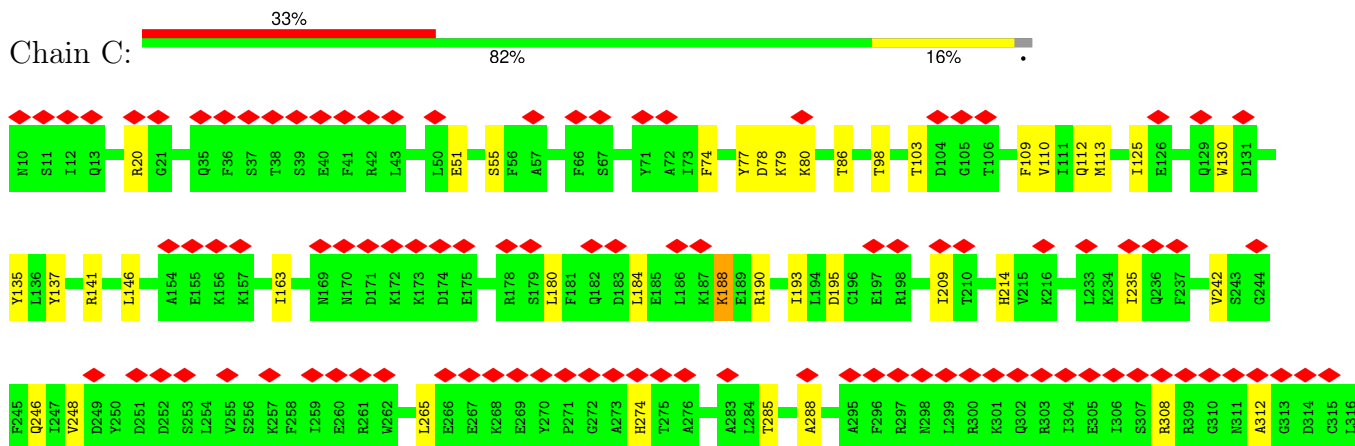 33%
Chain C:
82% 16% •
N10 S11 I12 Q13 R20 G21 Q35 F36 S37 T38 S39 E40 F41 R42 L43 L50 E51 S55 F56 A57 F66 S67 Y71 A72 I73 F74 Y77 D78 K79 K80 T86 T98 T103 D104 G105 T106 F109 V110 I111 Q112 M113 I125 E126 Q129 W130 D131
Y135 L136 Y137 R141 L146 A154 E155 K156 K157 I163 N169 N170 D171 K172 K173 D174 E175 R178 S179 L180 F181 Q182 D183 L184 E185 L186 K187 K188 E189 R190 I193 L194 D195 C196 E197 R198 I209 T210 H214 V215 K216 L233 K234 I235 Q236 F237 V242 S243 G244
F245 Q246 I247 V248 D249 Y250 D251 D252 S253 L254 V255 S256 K257 F258 I259 E260 R261 W262 L265 E266 E267 K268 E269 Y270 P271 G272 A273 H274 T275 A276 A283 L284 T285 A288 A295 F296 R297 N298 L299 R300 K301 Q302 R303 I304 E305 I306 S307 R308 R309 G310 N311 A312 G313 D314 C315 L316